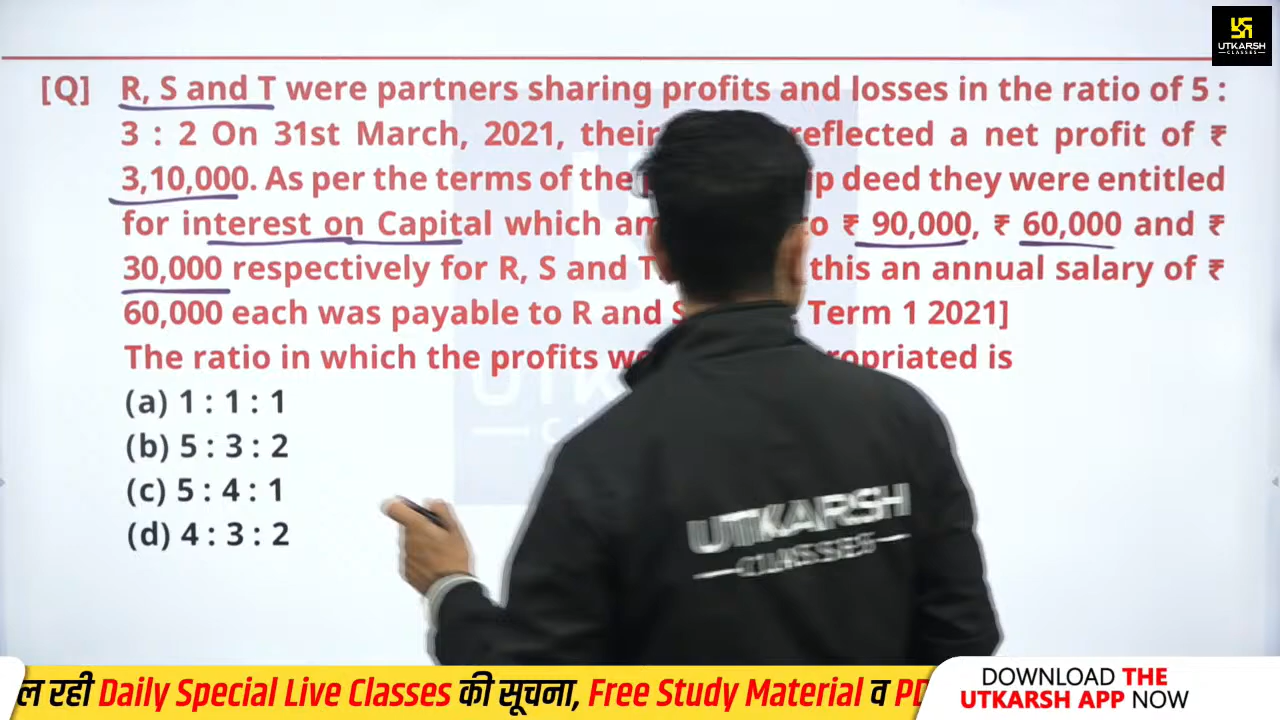 UTKARSH
CLASSES
[Q] R, S and T were partners sharing profits and losses in the ratio of 5 :
3 : 2 On 31st March, 2021, their reflected a net profit of ₹
3,10,000. As per the terms of the deed they were entitled
for interest on Capital which ₹ 90,000, ₹ 60,000 and ₹
30,000 respectively for R, S and this an annual salary of ₹
60,000 each was payable to R and Term 1 2021]
The ratio in which the profits is
(a) 1 : 1 : 1
(b) 5 : 3 : 2
(c) 5 : 4 : 1
(d) 4 : 3 : 2
UTKARSH
CLASSES
रही Daily Special Live Classes की सूचना, Free Study Material व
DOWNLOAD THE
UTKARSH APP NOW